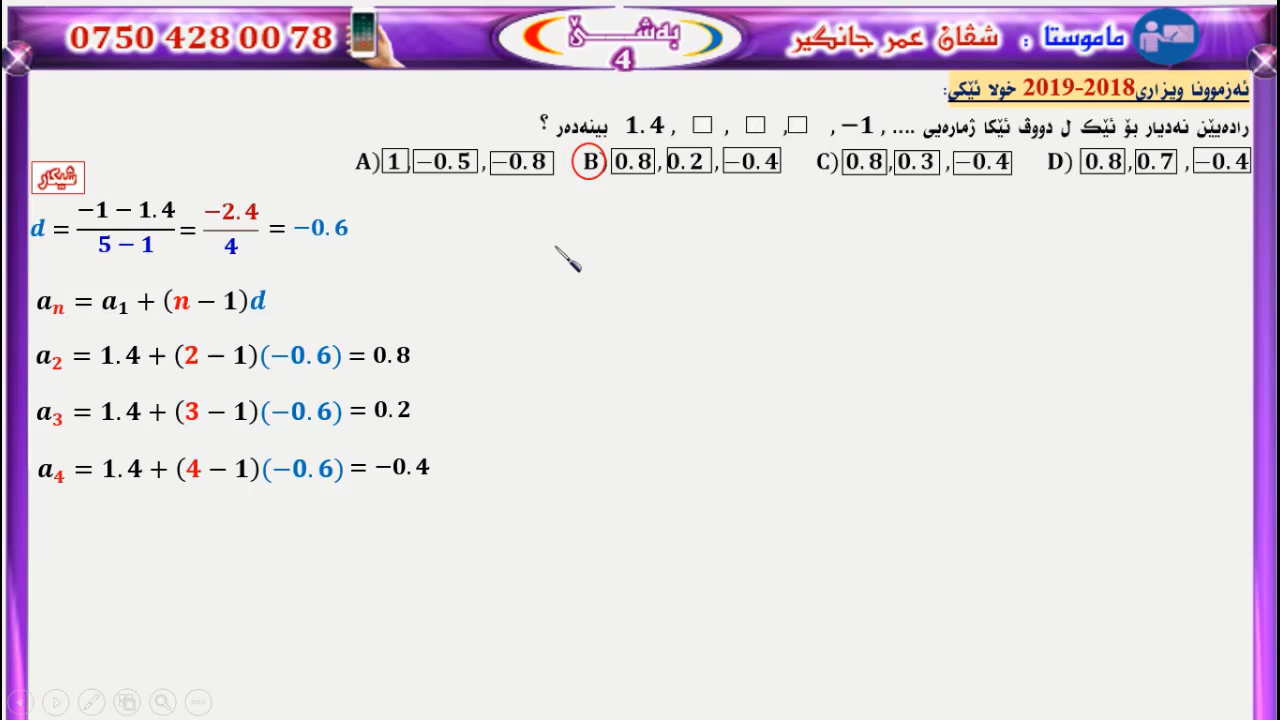 ماموستا : شڤان عمر جانگیر
بەشـــێ
4
0750 428 00 78
ئەزموونا ویزاری2018-2019 خولا ئێکێ:
رادەیێن نەدیار بۆ ئێک ل دووڤ ئێکا ژمارەیی .... , −1 , □ , □ , □ , 1.4 بینەدەر ؟
A) 1 , −0.5 , −0.8 B) 0.8 , 0.2 , −0.4 C) 0.8 , 0.3 , −0.4 D) 0.8 , 0.7 , −0.4
شیکار
d = (−1 − 1.4)/(5 − 1) = −2.4/4 = −0.6
aₙ = a₁ + (n − 1)d
a₂ = 1.4 + (2 − 1)(−0.6) = 0.8
a₃ = 1.4 + (3 − 1)(−0.6) = 0.2
a₄ = 1.4 + (4 − 1)(−0.6) = −0.4